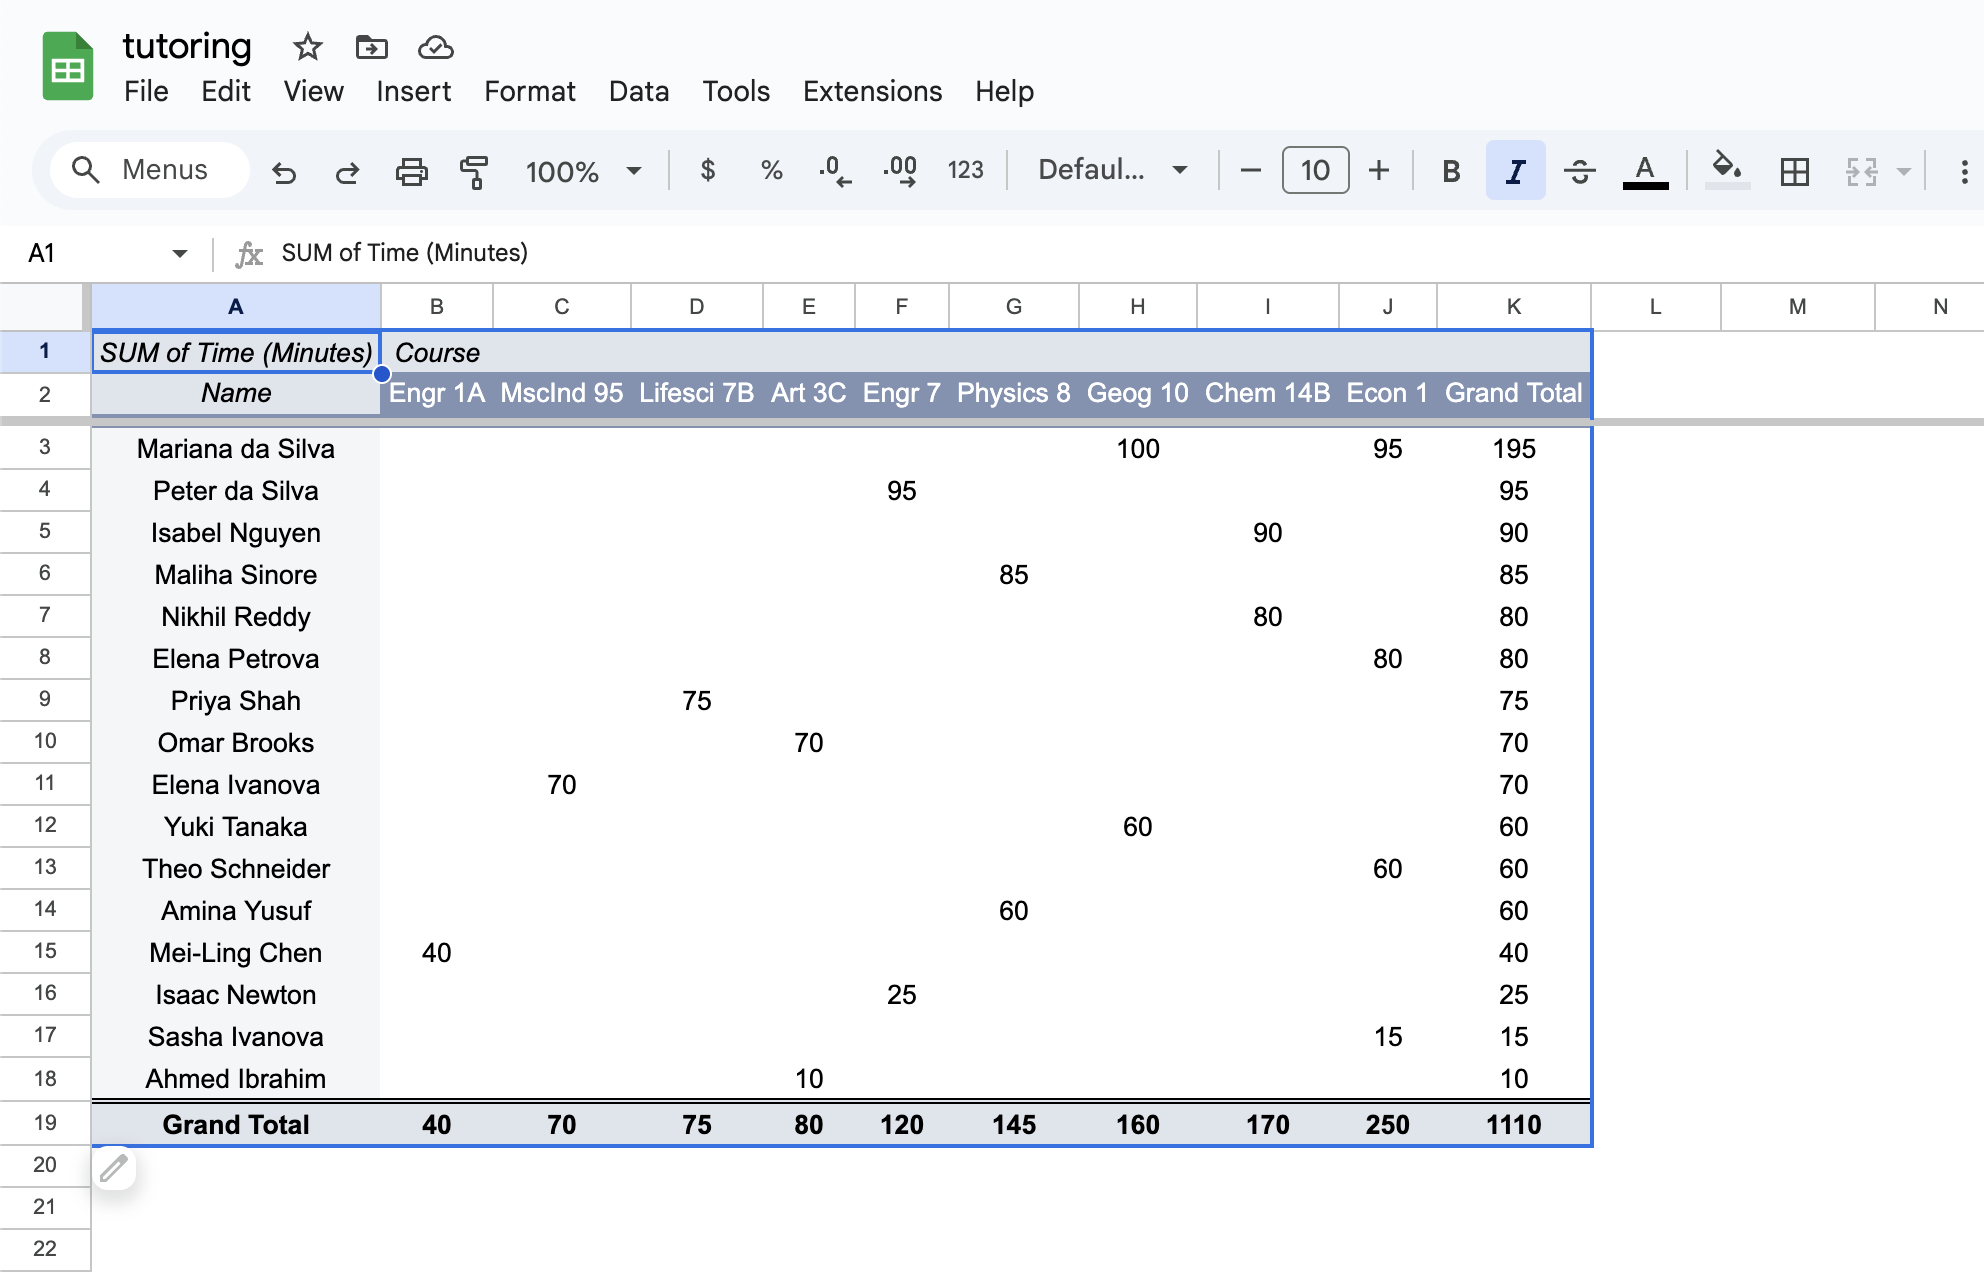 tutoring
File Edit View Insert Format Data Tools Extensions Help
Menus 100% $ % .0 .00 123 Defaul... 10 B I S A
A1 fx SUM of Time (Minutes)
A B C D E F G H I J K L M N
1 SUM of Time (Minutes) Course
2 Name Engr 1A MscInd 95 Lifesci 7B Art 3C Engr 7 Physics 8 Geog 10 Chem 14B Econ 1 Grand Total
3 Mariana da Silva 100 95 195
4 Peter da Silva 95 95
5 Isabel Nguyen 90 90
6 Maliha Sinore 85 85
7 Nikhil Reddy 80 80
8 Elena Petrova 80 80
9 Priya Shah 75 75
10 Omar Brooks 70 70
11 Elena Ivanova 70 70
12 Yuki Tanaka 60 60
13 Theo Schneider 60 60
14 Amina Yusuf 60 60
15 Mei-Ling Chen 40 40
16 Isaac Newton 25 25
17 Sasha Ivanova 15 15
18 Ahmed Ibrahim 10 10
19 Grand Total 40 70 75 80 120 145 160 170 250 1110
20
21
22